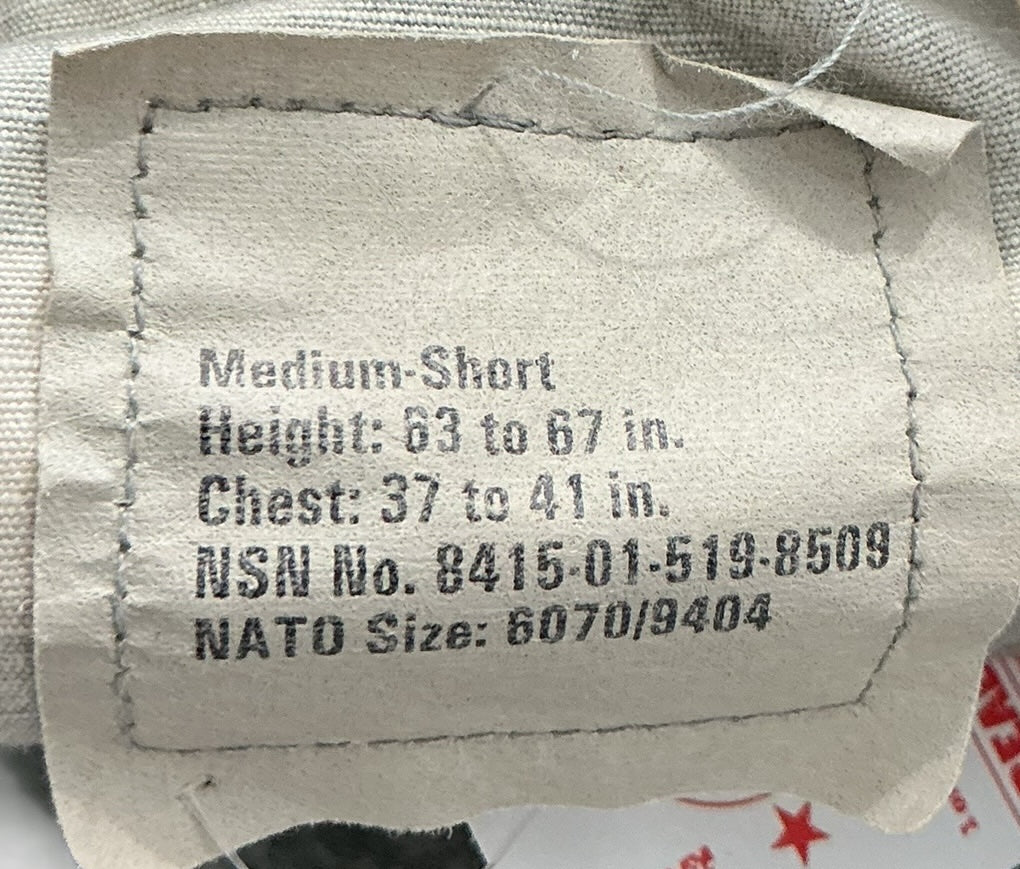 Medium-Short
Height: 63 to 67 in.
Chest: 37 to 41 in.
NSN No. 8415-01-519-8509
NATO Size: 6070/9404